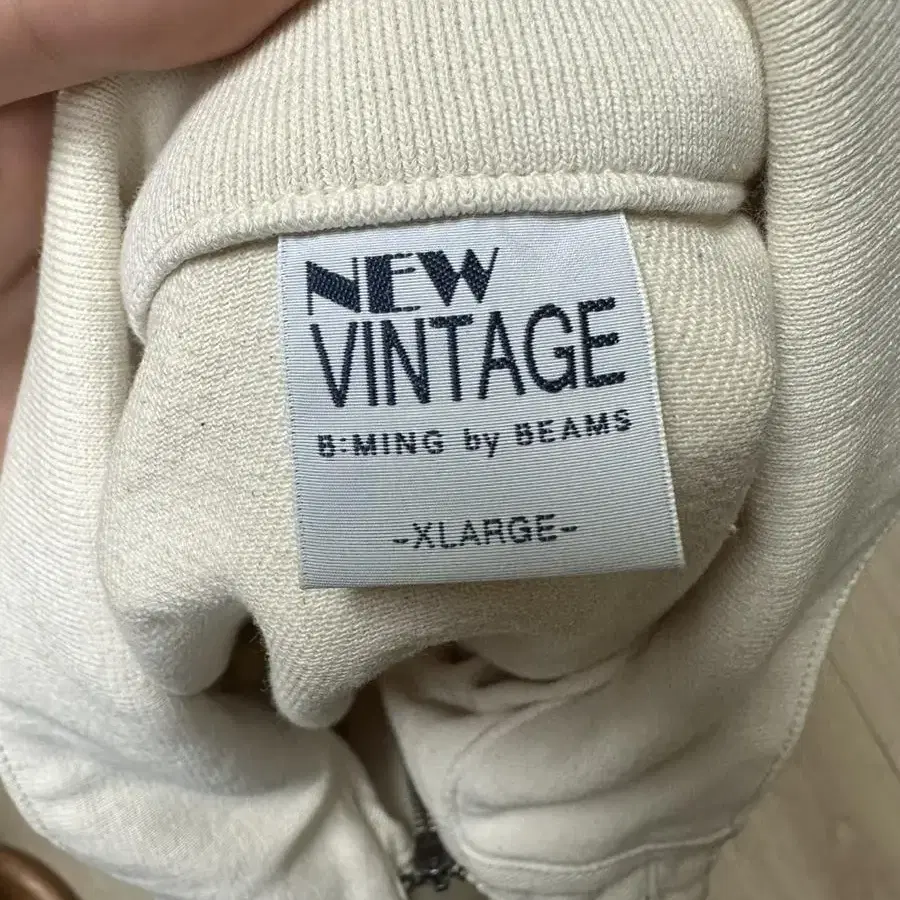 NEW
VINTAGE
B:MING by BEAMS
-XLARGE-